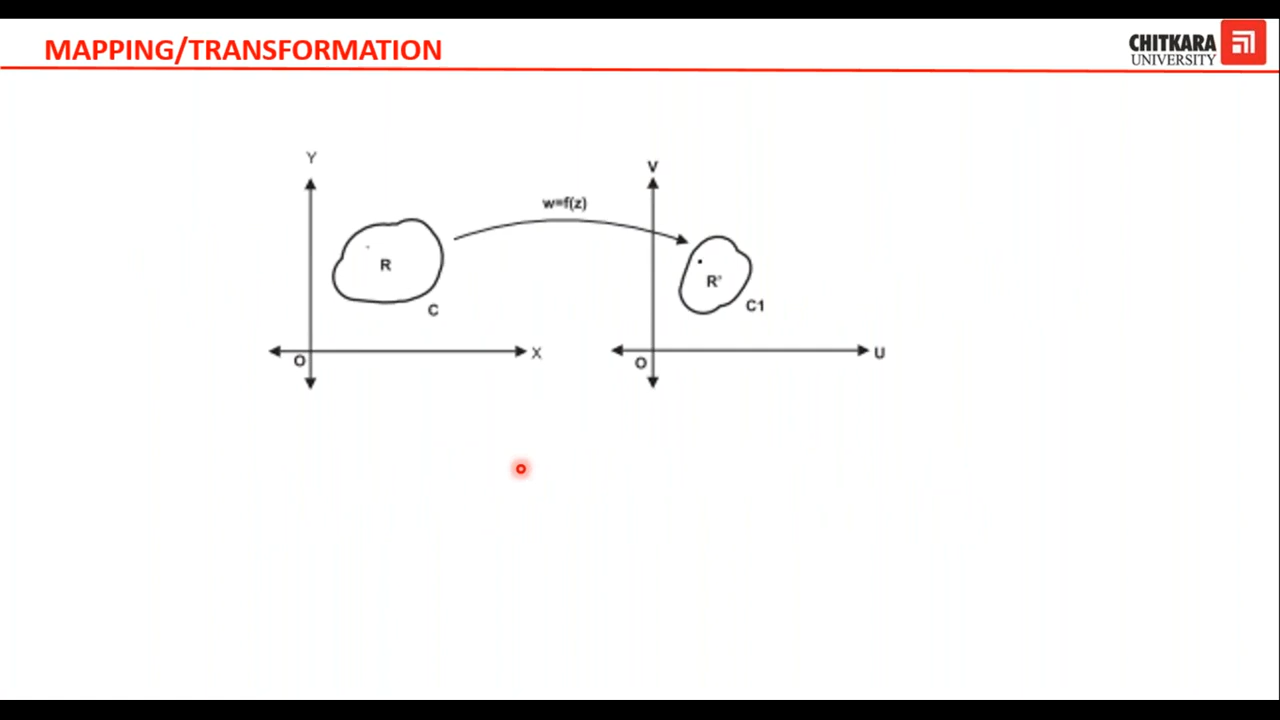 MAPPING/TRANSFORMATION
CHITKARA
UNIVERSITY
Y
V
w=f(z)
R
R'
C
C1
O
X
O
U